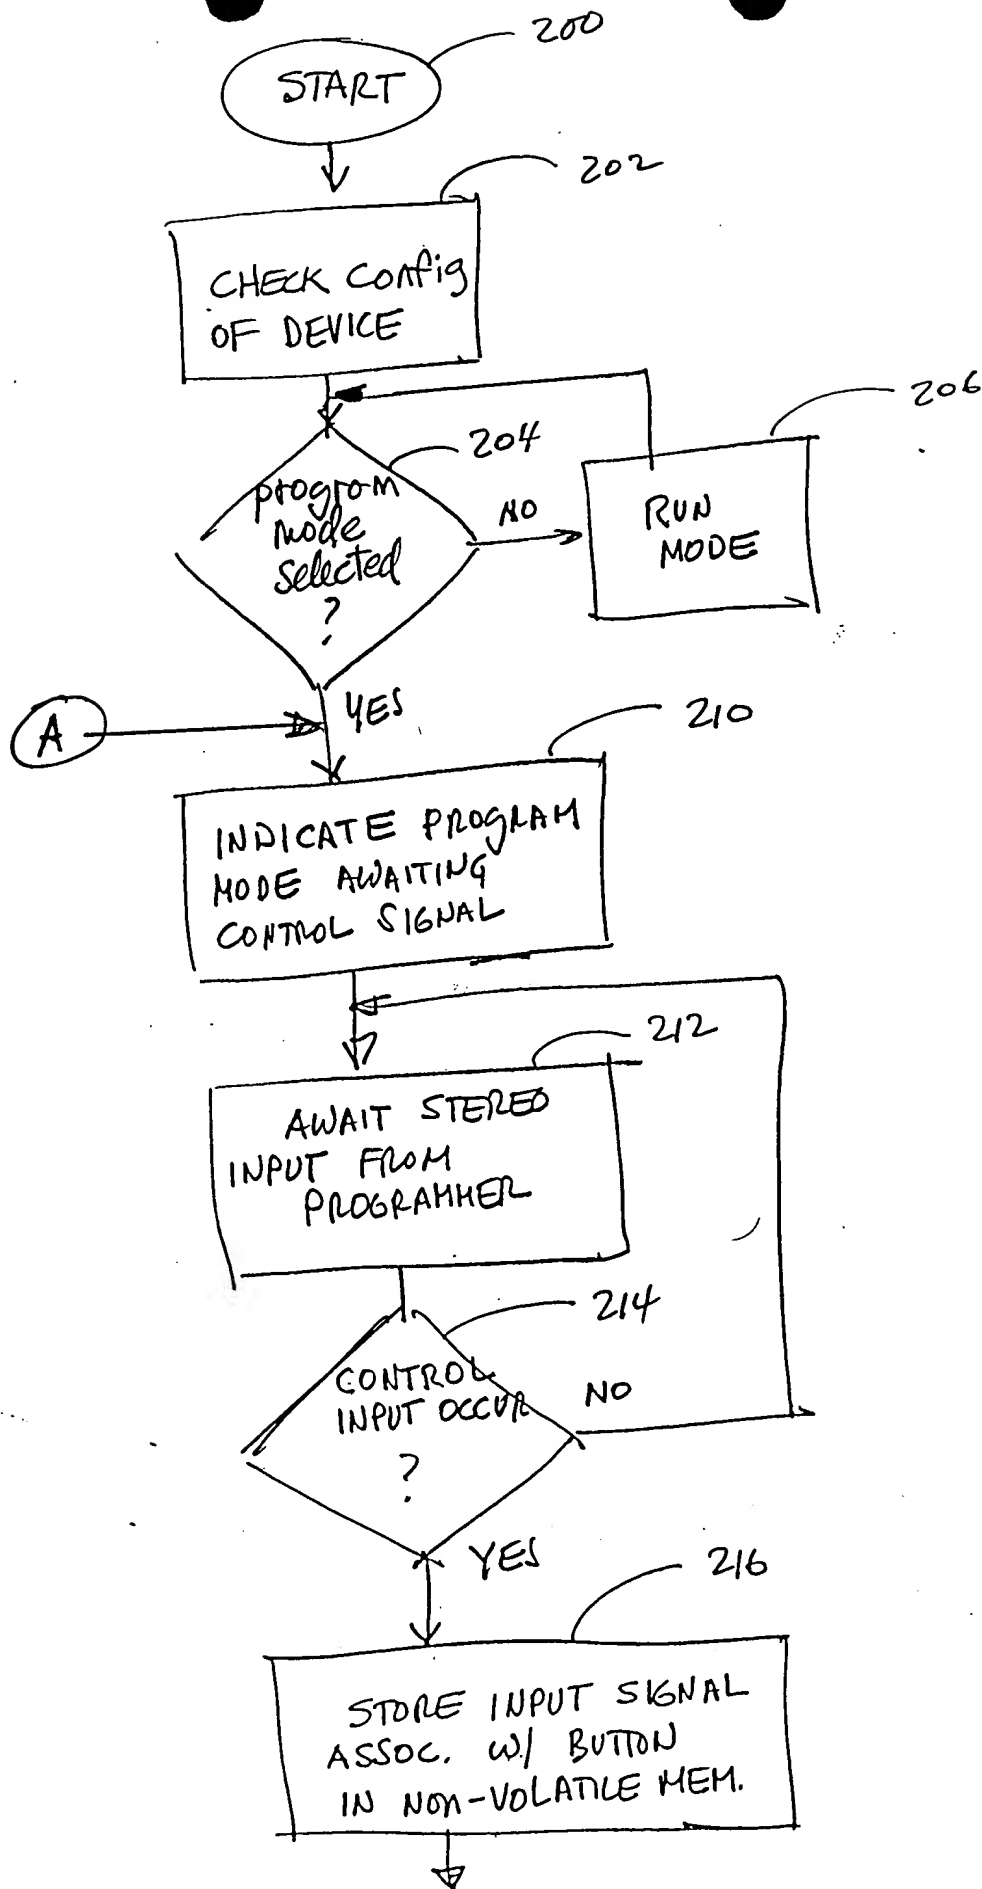 200
START
202
CHECK Config
OF DEVICE
206
204
program
mode
selected
?
NO
RUN
MODE
A
YES
210
INDICATE PROGRAM
MODE AWAITING
CONTROL SIGNAL
212
AWAIT STEREO
INPUT FROM
PROGRAMMER
214
CONTROL
INPUT OCCUR
?
NO
YES
216
STORE INPUT SIGNAL
ASSOC. W/ BUTTON
IN NON-VOLATILE MEM.